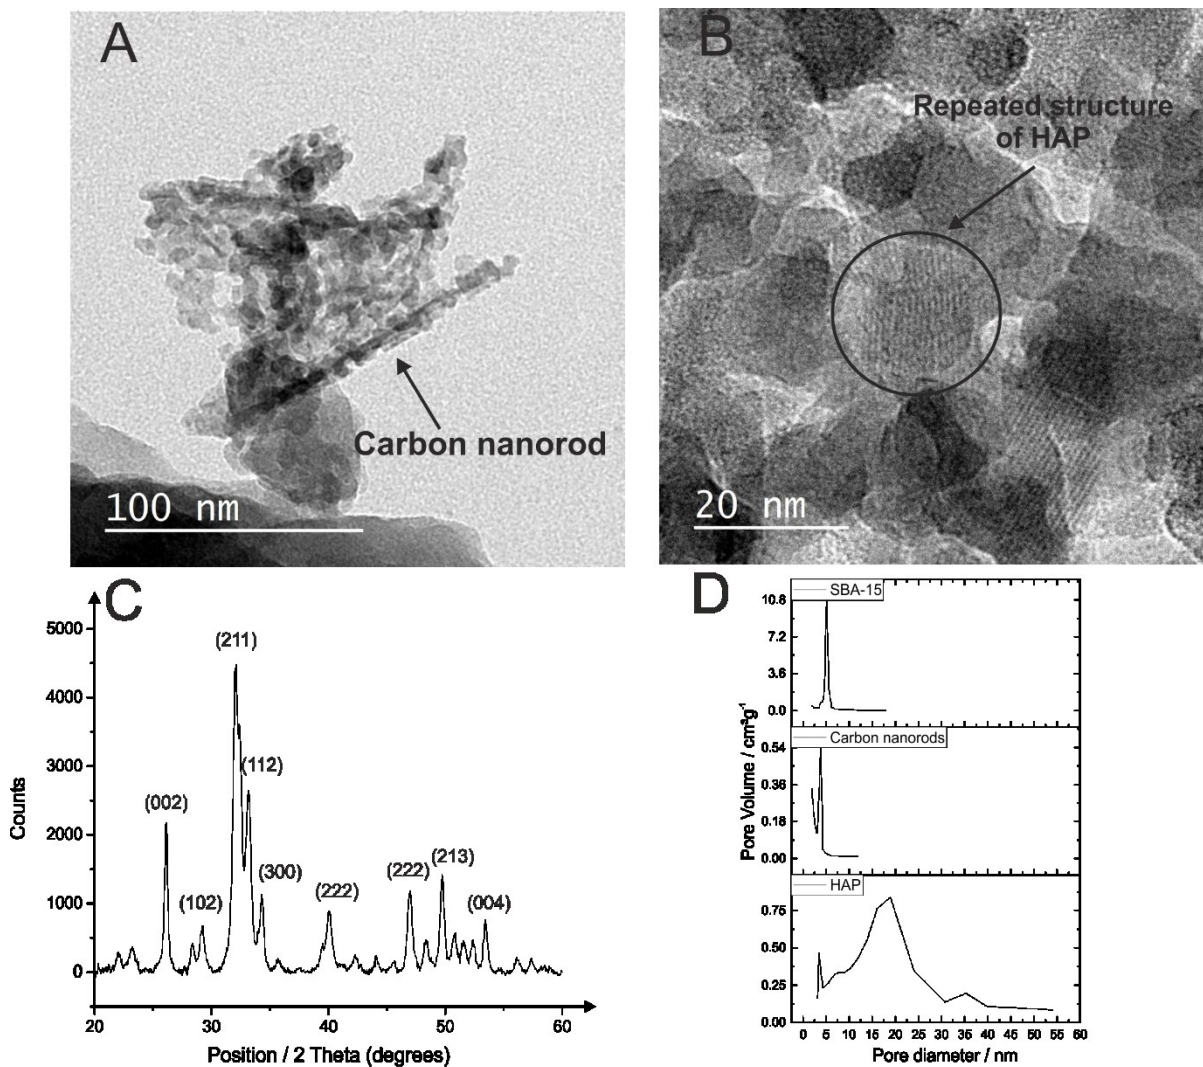 A
Carbon nanorod
100 nm
B
Repeated structure
of HAP
20 nm
C
5000
4000
3000
2000
1000
0
Counts
(002)
(102)
(211)
(112)
(300)
(222)
(222)
(213)
(004)
20
30
40
50
60
Position / 2 Theta (degrees)
D
SBA-15
10.8
7.2
3.6
0.0
Carbon nanorods
0.54
0.36
0.18
0.00
HAP
0.75
0.50
0.25
0.00
Pore Volume / cm³g⁻¹
0 5 10 15 20 25 30 35 40 45 50 55 60
Pore diameter / nm